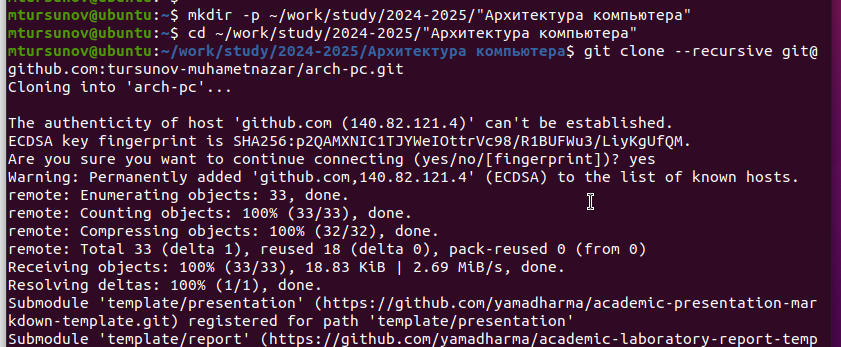 mtursunov@ubuntu:~$ mkdir -p ~/work/study/2024-2025/"Архитектура компьютера"
mtursunov@ubuntu:~$ cd ~/work/study/2024-2025/"Архитектура компьютера"
mtursunov@ubuntu:~/work/study/2024-2025/Архитектура компьютера$ git clone --recursive git@
github.com:tursunov-muhametnazar/arch-pc.git
Cloning into 'arch-pc'...
The authenticity of host 'github.com (140.82.121.4)' can't be established.
ECDSA key fingerprint is SHA256:p2QAMXNIC1TJYWeIOttrVc98/R1BUFWu3/LiyKgUfQM.
Are you sure you want to continue connecting (yes/no/[fingerprint])? yes
Warning: Permanently added 'github.com,140.82.121.4' (ECDSA) to the list of known hosts.
remote: Enumerating objects: 33, done.
remote: Counting objects: 100% (33/33), done.
remote: Compressing objects: 100% (32/32), done.
remote: Total 33 (delta 1), reused 18 (delta 0), pack-reused 0 (from 0)
Receiving objects: 100% (33/33), 18.83 KiB | 2.69 MiB/s, done.
Resolving deltas: 100% (1/1), done.
Submodule 'template/presentation' (https://github.com/yamadharma/academic-presentation-mar
kdown-template.git) registered for path 'template/presentation'
Submodule 'template/report' (https://github.com/yamadharma/academic-laboratory-report-temp